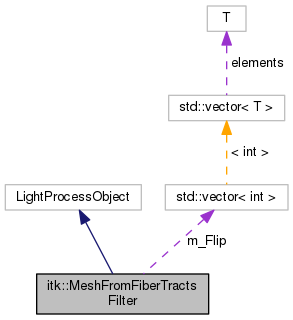 T
elements
std::vector< T >
< int >
LightProcessObject
std::vector< int >
m_Flip
itk::MeshFromFiberTracts
Filter